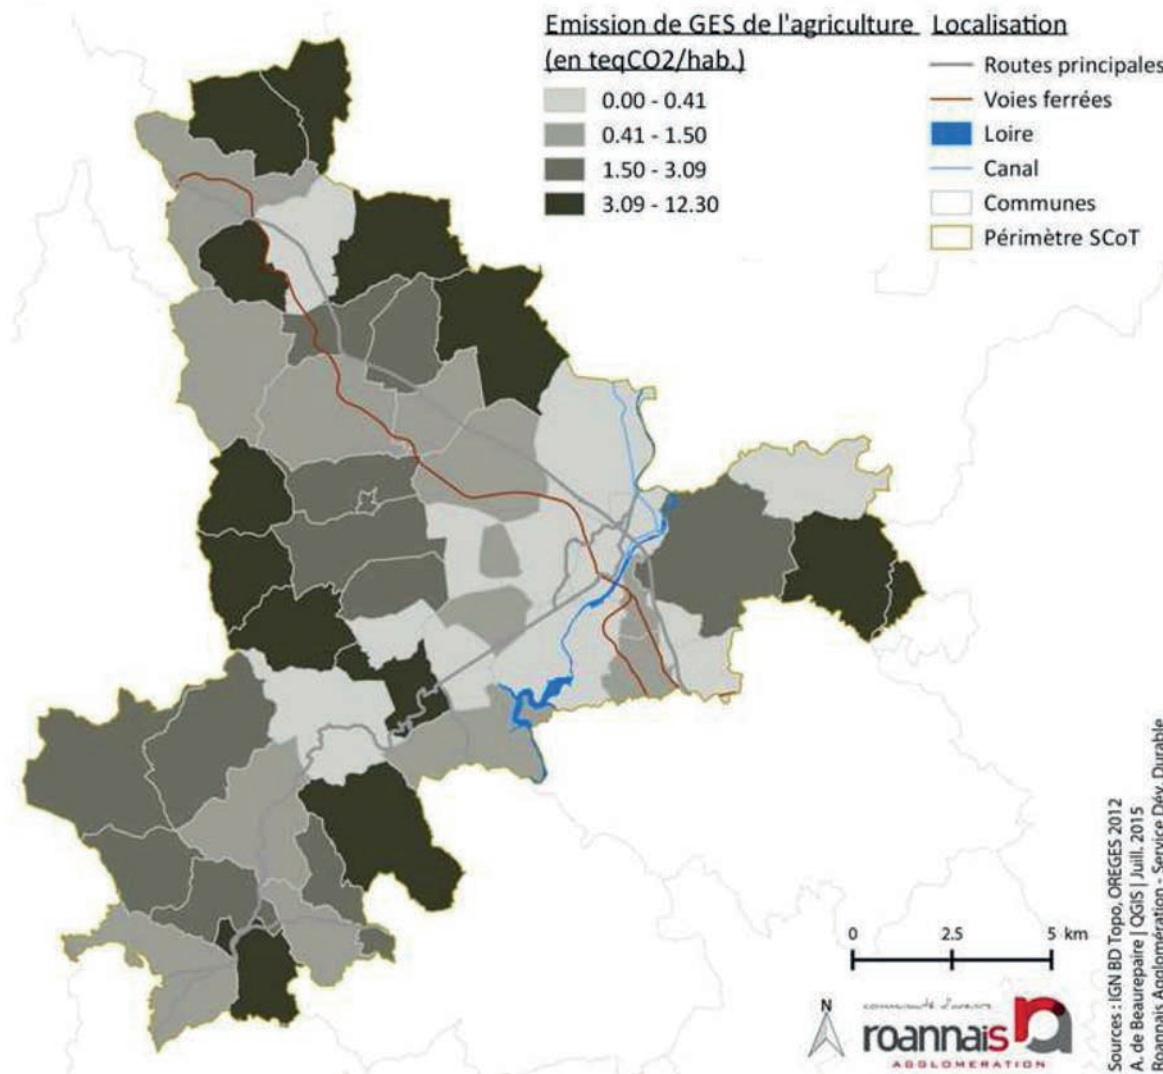 Emission de GES de l'agriculture
(en teqCO2/hab.)
0.00 - 0.41
0.41 - 1.50
1.50 - 3.09
3.09 - 12.30
Localisation
Routes principales
Voies ferrées
Loire
Canal
Communes
Périmètre SCoT
0 2.5 5 km
N
roannais
AGGLOMERATION
Sources : IGN BD Topo, OREGES 2012
A. de Beaurepaire | QGIS | Juill. 2015
Roannais Agglomération - Service Dév. Durable